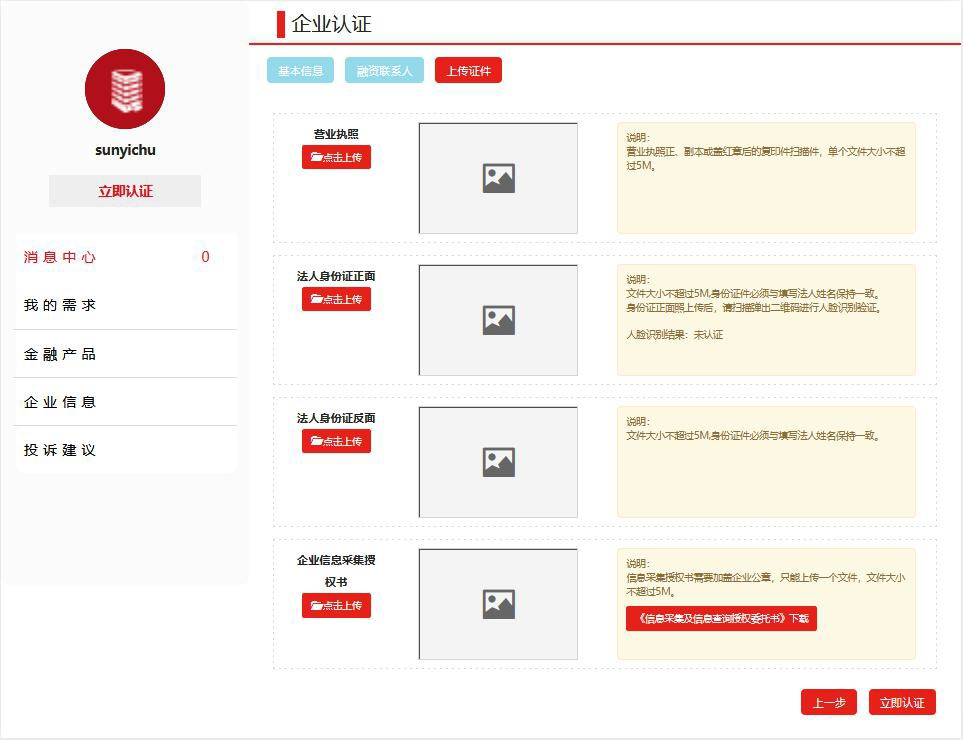 企业认证
sunyichu
立即认证
消息中心 0
我的需求
金融产品
企业信息
投诉建议
基本信息 融资联系人 上传证件
营业执照
点击上传
说明：
营业执照正、副本或盖红章后的复印件扫描件，单个文件大小不超
过5M。
法人身份证正面
点击上传
说明：
文件大小不超过5M,身份证件必须与填写法人姓名保持一致。
身份证正面照上传后，请扫描弹出二维码进行人脸识别验证。
人脸识别结果：未认证
法人身份证反面
点击上传
说明：
文件大小不超过5M,身份证件必须与填写法人姓名保持一致。
企业信息采集授
权书
点击上传
说明：
信息采集授权书需要加盖企业公章，只能上传一个文件，文件大小
不超过5M。
《信息采集及信息查询授权委托书》下载
上一步 立即认证